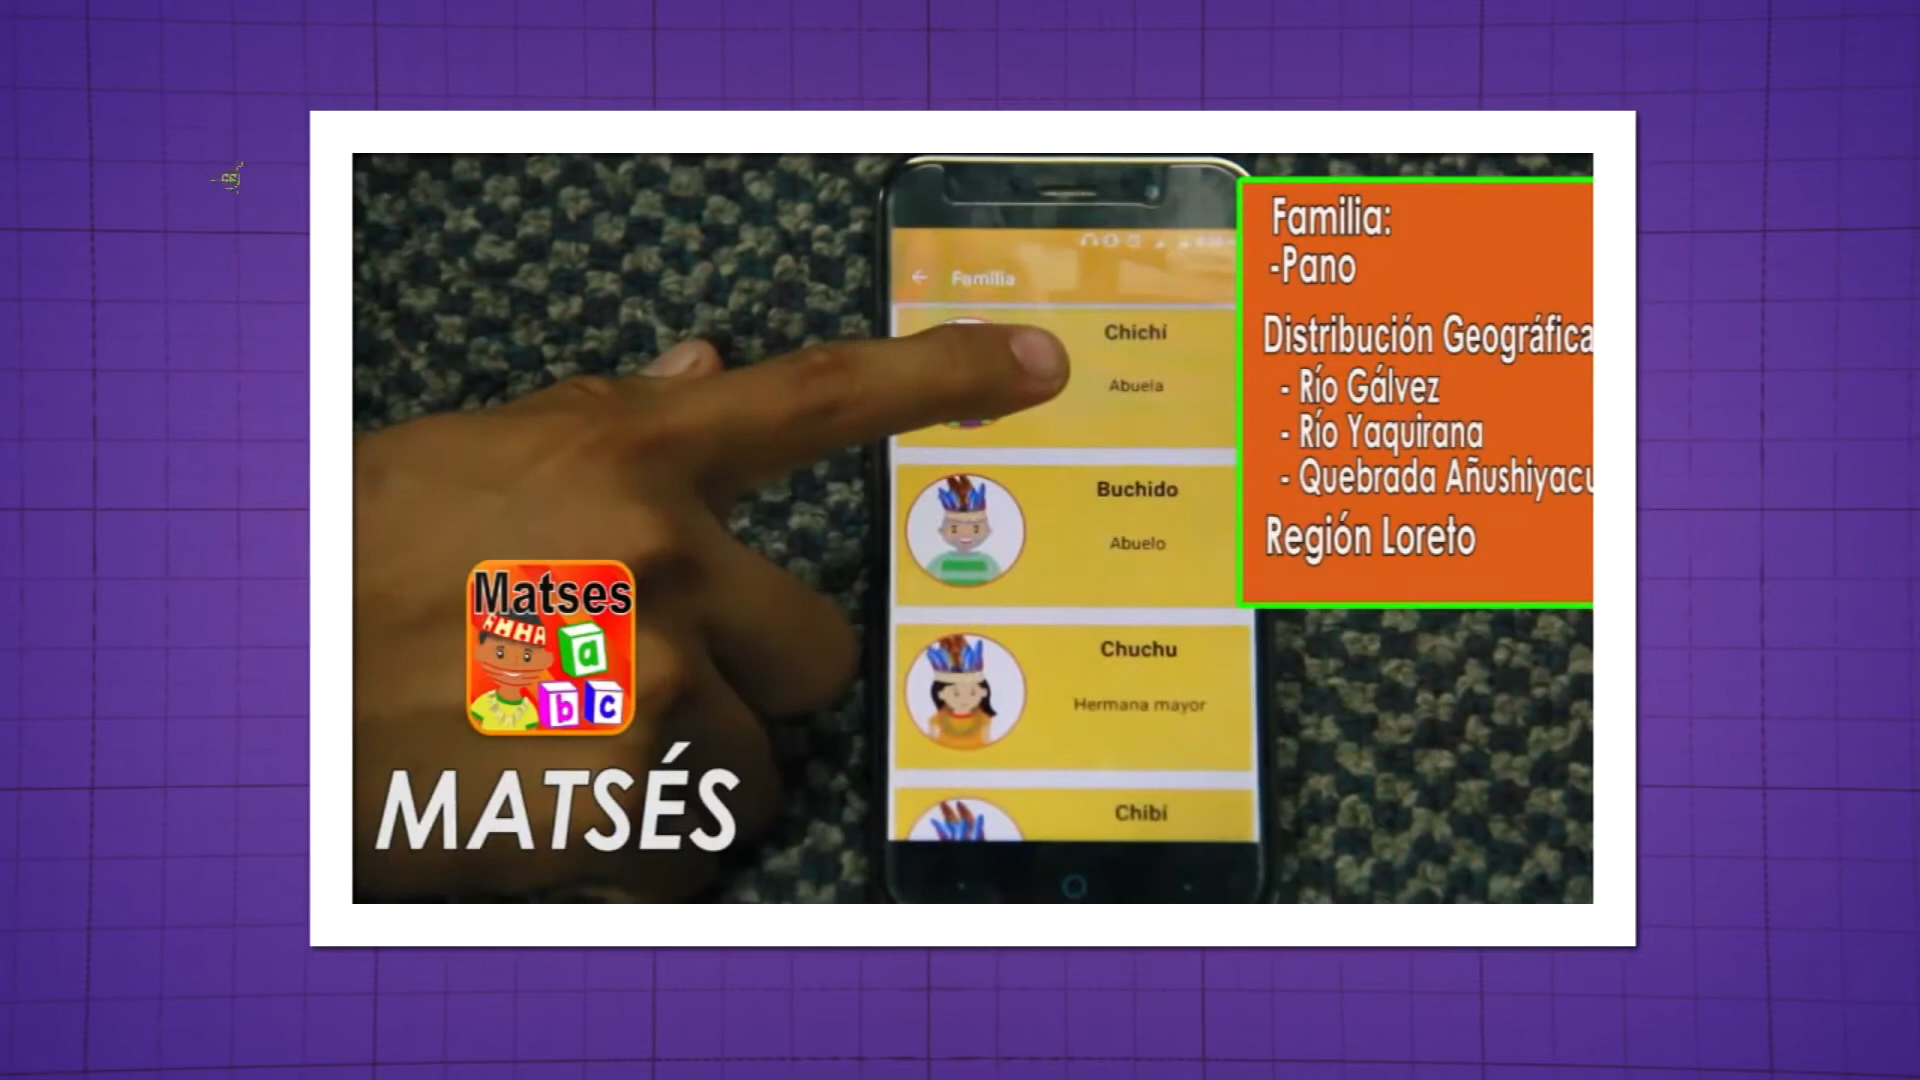 Familia
Chichi
Abuela
Buchido
Abuelo
Chuchu
Hermana mayor
Chibi
Familia:
-Pano
Distribución Geográfica
- Río Gálvez
- Río Yaquirana
- Quebrada Añushiyacu
Región Loreto
Matses
a
b c
MATSÉS